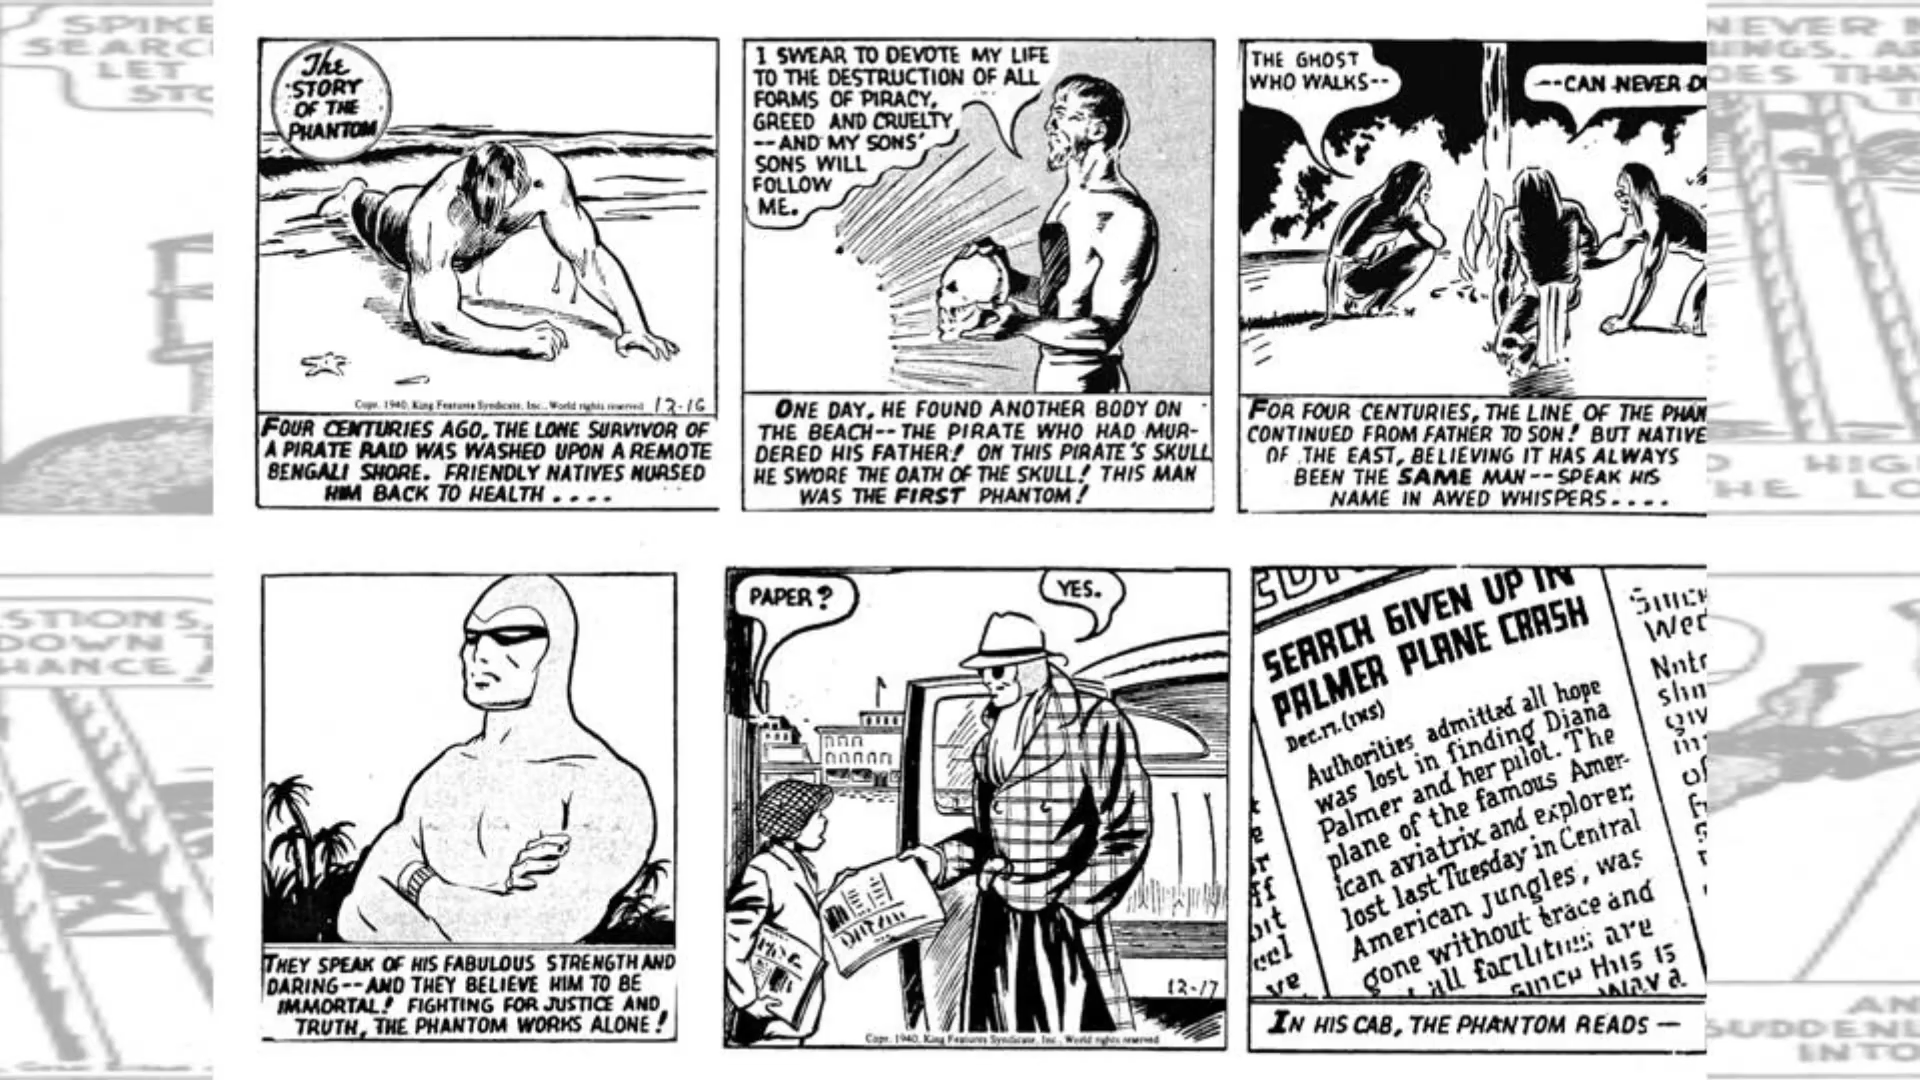 The
STORY
OF THE
PHANTOM
Copr. 1940, King Features Syndicate, Inc., World rights reserved 12-16
FOUR CENTURIES AGO, THE LONE SURVIVOR OF
A PIRATE RAID WAS WASHED UPON A REMOTE
BENGALI SHORE. FRIENDLY NATIVES NURSED
HIM BACK TO HEALTH....
I SWEAR TO DEVOTE MY LIFE
TO THE DESTRUCTION OF ALL
FORMS OF PIRACY,
GREED AND CRUELTY
--AND MY SONS'
SONS WILL
FOLLOW
ME.
ONE DAY, HE FOUND ANOTHER BODY ON
THE BEACH--THE PIRATE WHO HAD MUR-
DERED HIS FATHER! ON THIS PIRATE'S SKULL
HE SWORE THE OATH OF THE SKULL! THIS MAN
WAS THE FIRST PHANTOM!
THE GHOST
WHO WALKS--
--CAN NEVER D
FOR FOUR CENTURIES, THE LINE OF THE PHAN
CONTINUED FROM FATHER TO SON! BUT NATIVE
OF THE EAST, BELIEVING IT HAS ALWAYS
BEEN THE SAME MAN--SPEAK HIS
NAME IN AWED WHISPERS....
THEY SPEAK OF HIS FABULOUS STRENGTH AND
DARING--AND THEY BELIEVE HIM TO BE
IMMORTAL! FIGHTING FOR JUSTICE AND
TRUTH, THE PHANTOM WORKS ALONE!
PAPER?
YES.
12-17
Copr. 1940, King Features Syndicate, Inc., World rights reserved
SEARCH GIVEN UP IN
PALMER PLANE CRASH
Dec. 17. (INS)
Authorities admitted all hope
was lost in finding Diana
Palmer and her pilot. The
plane of the famous Amer-
ican aviatrix and explorer,
lost last Tuesday in Central
American jungles, was
gone without trace and
all facilities are
since this is
IN HIS CAB, THE PHANTOM READS—